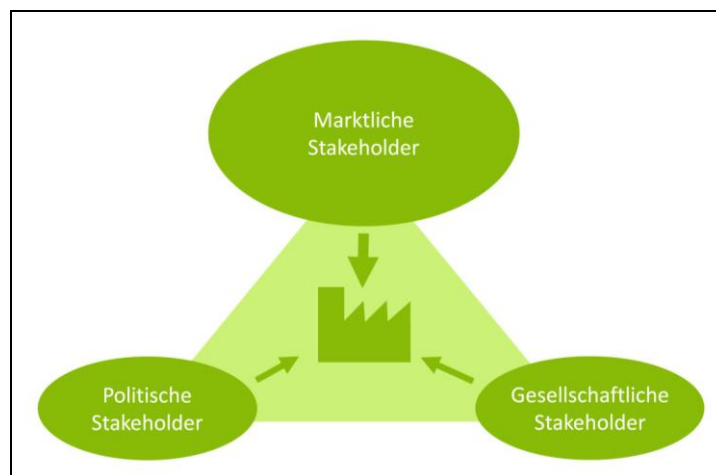 Marktliche
Stakeholder
Politische
Stakeholder
Gesellschaftliche
Stakeholder